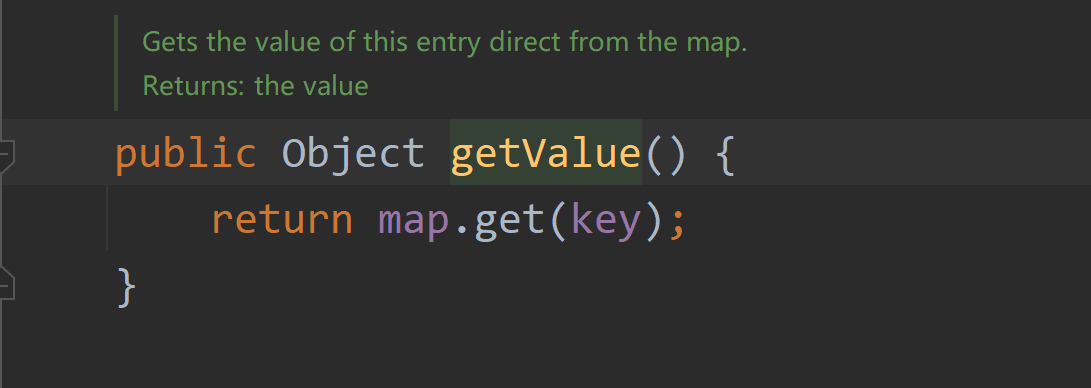 Gets the value of this entry direct from the map.
Returns: the value
public Object getValue() {
return map.get(key);
}